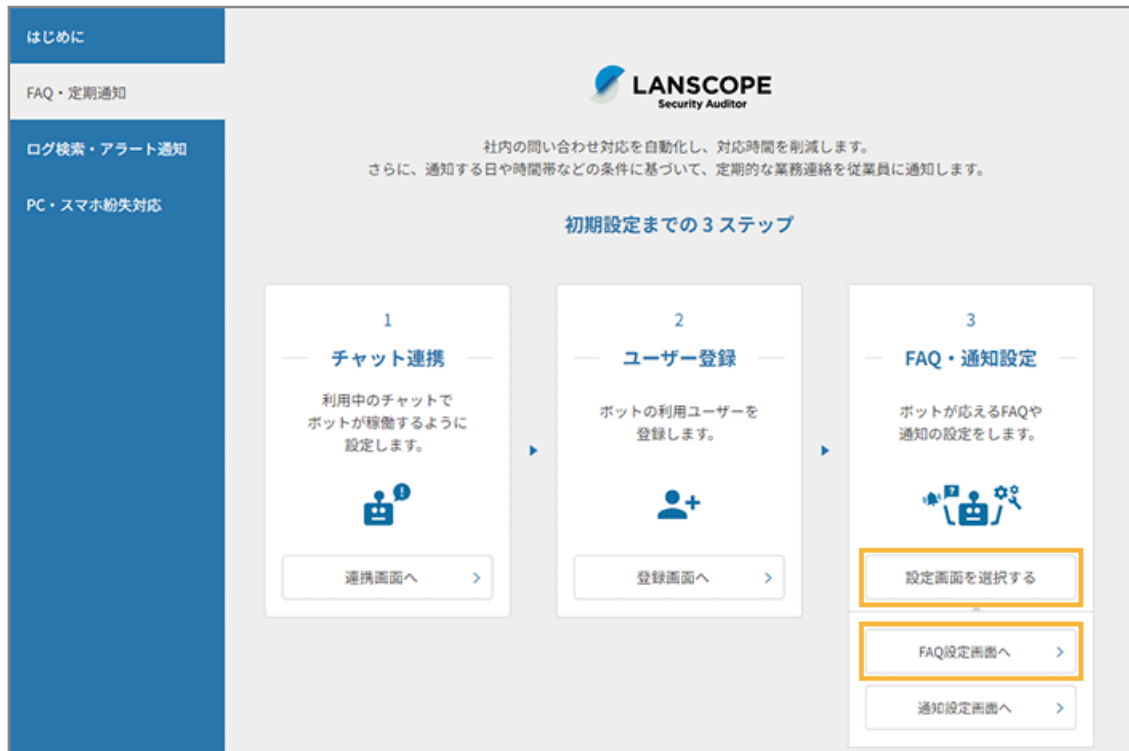 はじめに
FAQ・定期通知
ログ検索・アラート通知
PC・スマホ紛失対応
LANSCOPE
Security Auditor
社内の問い合わせ対応を自動化し、対応時間を削減します。
さらに、通知する日や時間帯などの条件に基づいて、定期的な業務連絡を従業員に通知します。
初期設定までの 3 ステップ
1
チャット連携
利用中のチャットで
ボットが稼働するように
設定します。
連携画面へ
2
ユーザー登録
ボットの利用ユーザーを
登録します。
登録画面へ
3
FAQ・通知設定
ボットが応えるFAQや
通知の設定をします。
設定画面を選択する
FAQ設定画面へ
通知設定画面へ